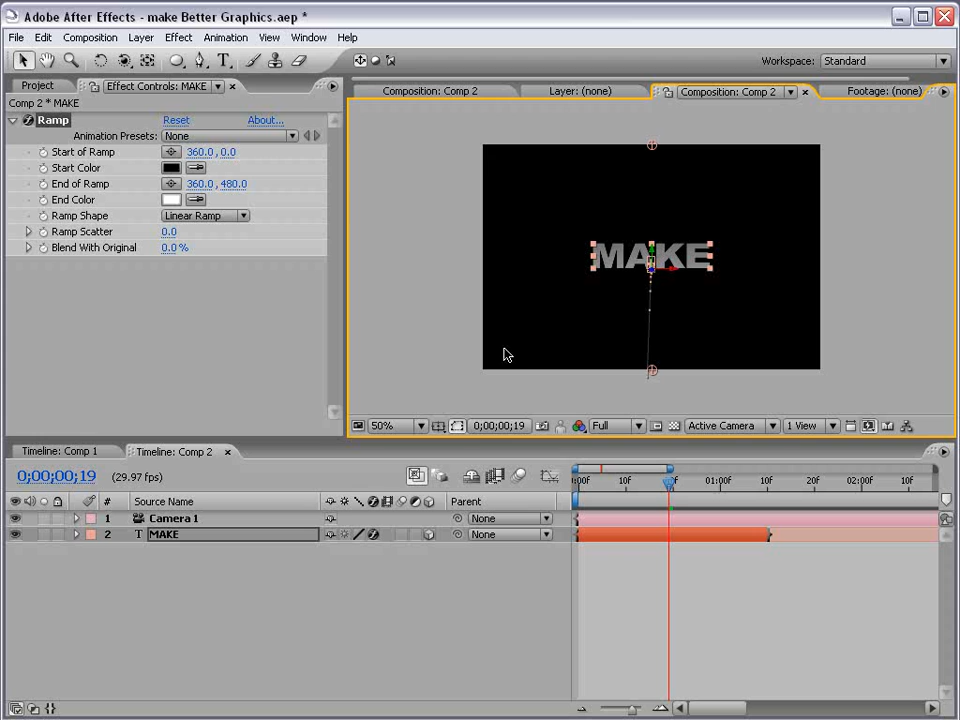 Adobe After Effects - make Better Graphics.aep *
File Edit Composition Layer Effect Animation View Window Help
Workspace: Standard
Project Effect Controls: MAKE
Composition: Comp 2 Layer: (none) Composition: Comp 2 Footage: (none)
Comp 2 * MAKE
Ramp Reset About...
Animation Presets: None
Start of Ramp 360.0, 0.0
Start Color
End of Ramp 360.0, 480.0
End Color
Ramp Shape Linear Ramp
Ramp Scatter 0.0
Blend With Original 0.0 %
MAKE
50% 0;00;00;19 Full Active Camera 1 View
Timeline: Comp 1 Timeline: Comp 2
0;00;00;19 (29.97 fps)
10F 01:00F 10F 02:00F 10F
# Source Name Parent
1 Camera 1 None
2 T MAKE None